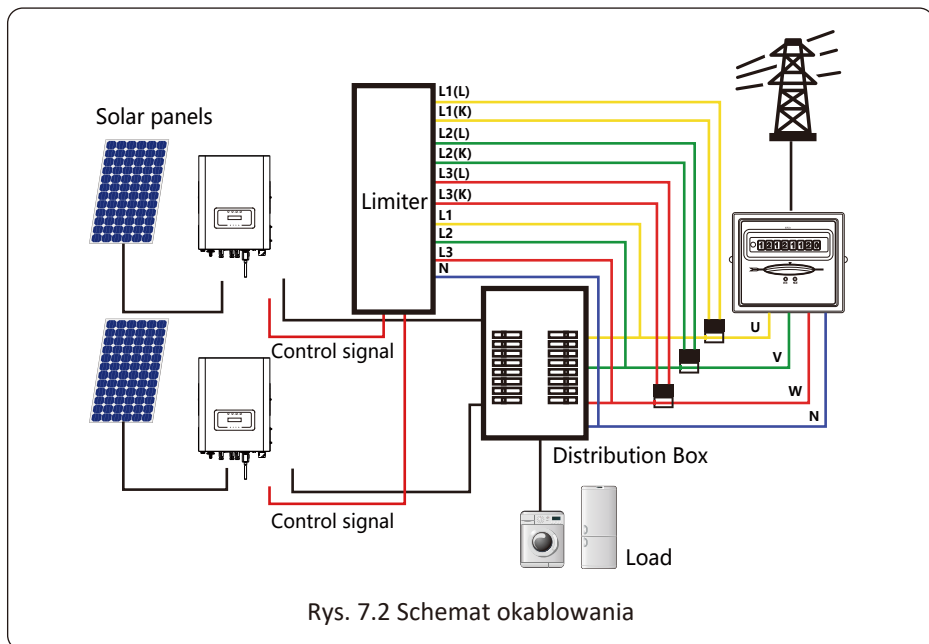 Solar panels
L1(L)
L1(K)
L2(L)
L2(K)
L3(L)
L3(K)
L1
L2
L3
N
Limiter
12121120
U
V
W
N
Control signal
Distribution Box
Control signal
Load
Rys. 7.2 Schemat okablowania